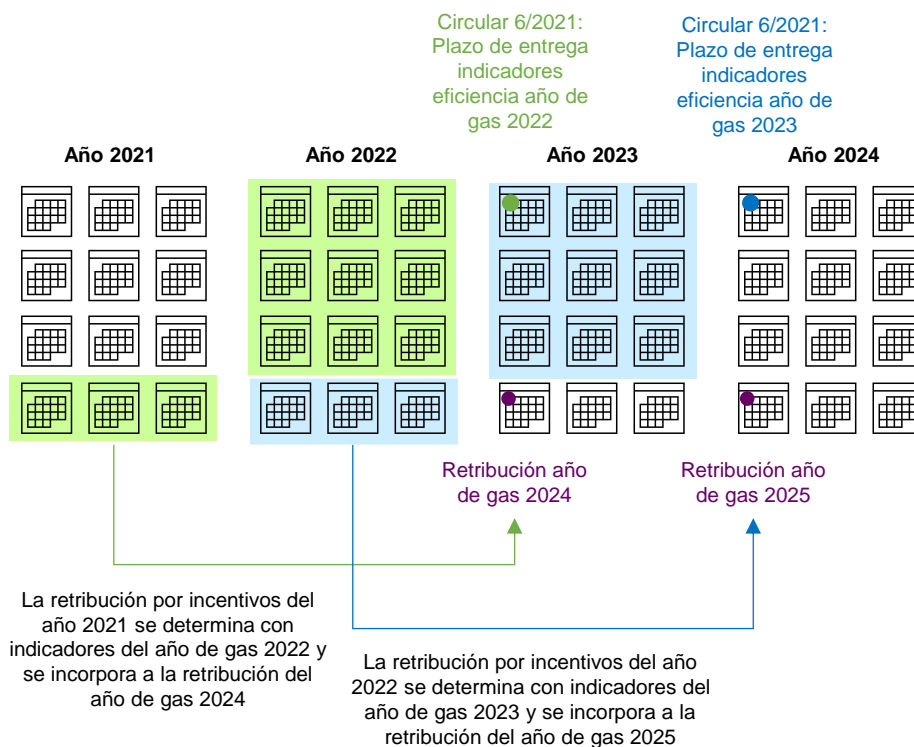 Circular 6/2021:
Plazo de entrega
indicadores
eficiencia año de
gas 2022
Circular 6/2021:
Plazo de entrega
indicadores
eficiencia año de
gas 2023
Año 2021
Año 2022
Año 2023
Año 2024
Retribución año
de gas 2024
Retribución año
de gas 2025
La retribución por incentivos del
año 2021 se determina con
indicadores del año de gas 2022 y
se incorpora a la retribución del
año de gas 2024
La retribución por incentivos del año
2022 se determina con indicadores del
año de gas 2023 y se incorpora a la
retribución del año de gas 2025